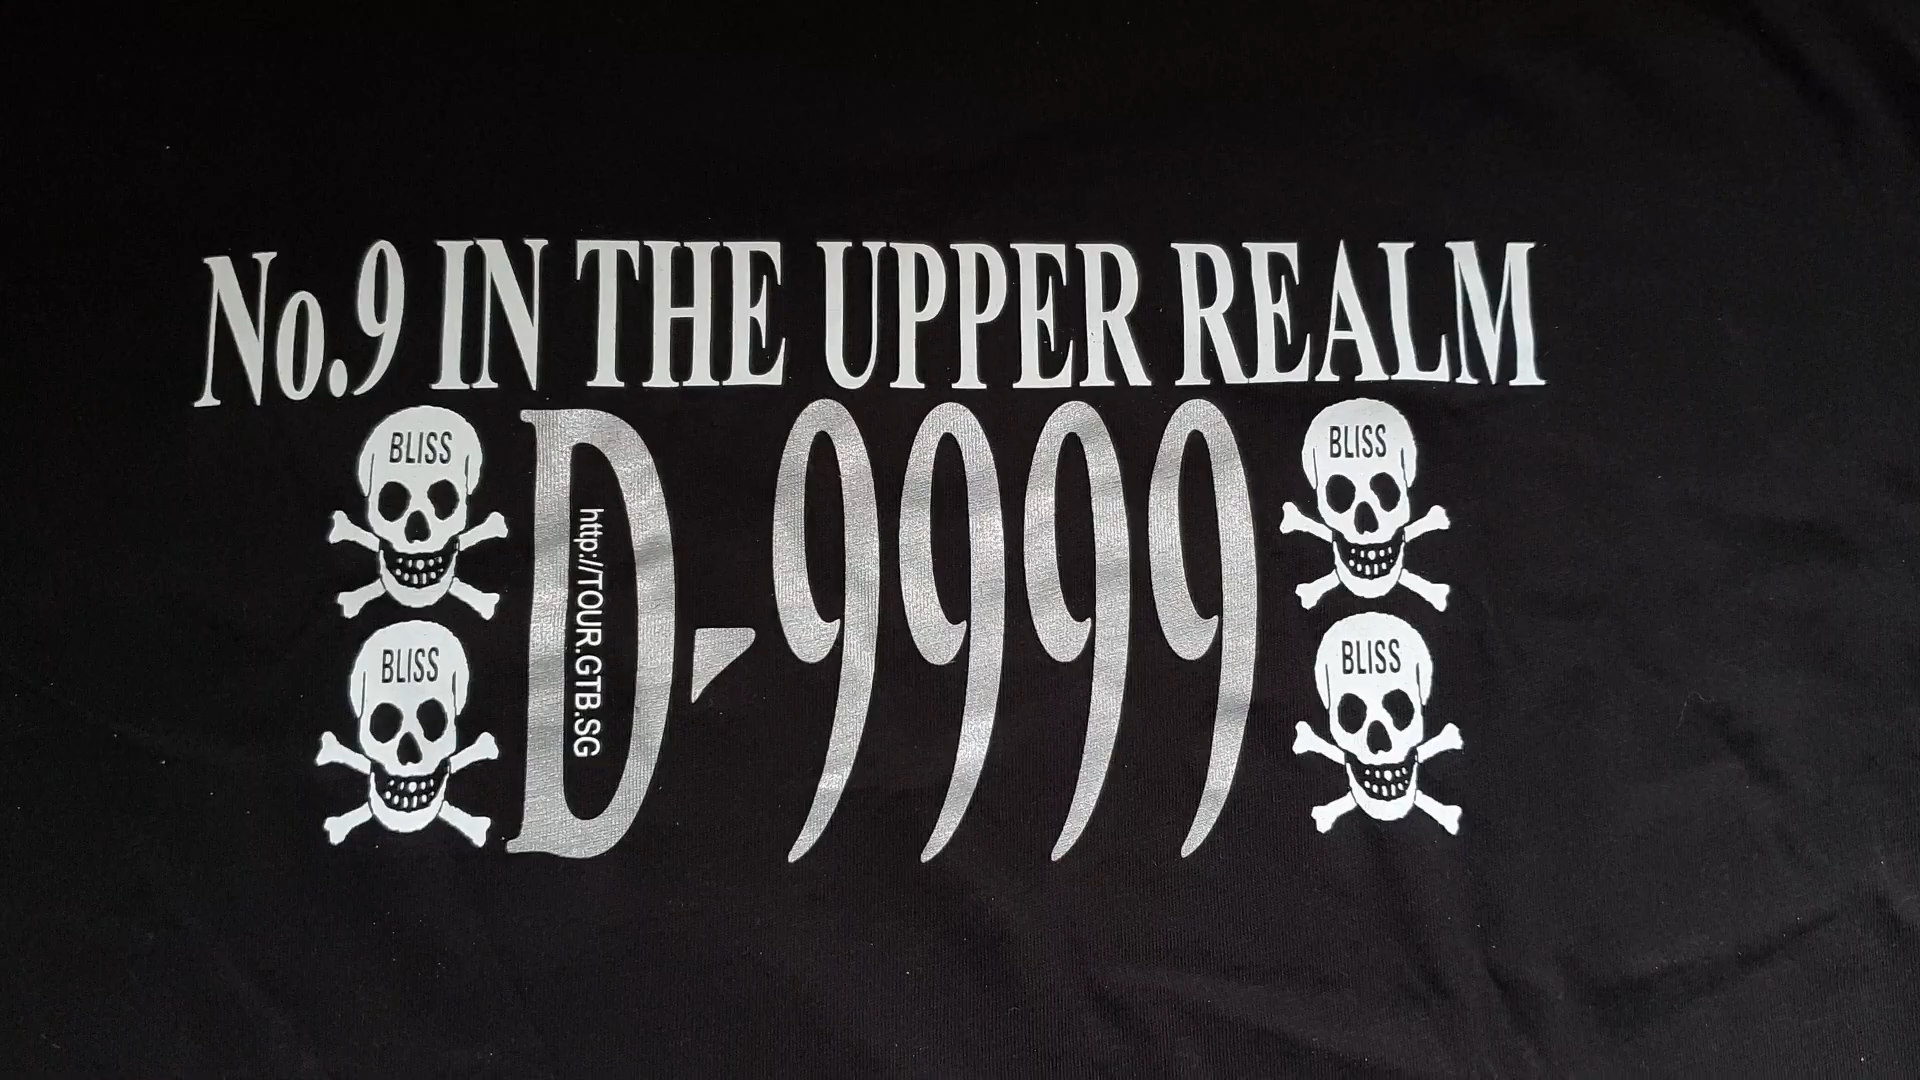 No.9 IN THE UPPER REALM
BLISS
BLISS
D-9999
http://TOUR.GTB.SG
BLISS
BLISS